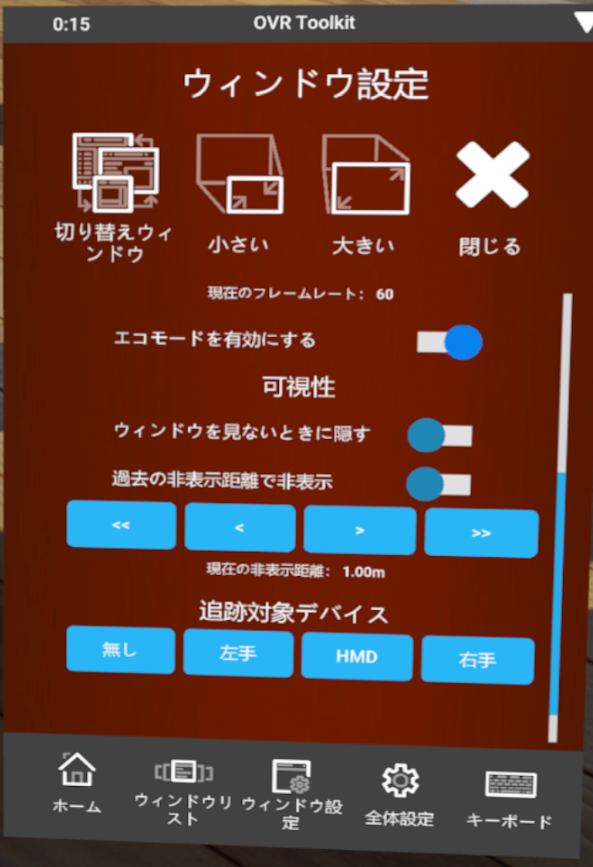 0:15 OVR Toolkit
ウィンドウ設定
切り替えウィ
ンドウ
小さい
大きい
閉じる
現在のフレームレート: 60
エコモードを有効にする
可視性
ウィンドウを見ないときに隠す
過去の非表示距離で非表示
<< < > >>
現在の非表示距離: 1.00m
追跡対象デバイス
無し 左手 HMD 右手
ホーム
ウィンドウリ
スト
ウィンドウ設
定
全体設定
キーボード